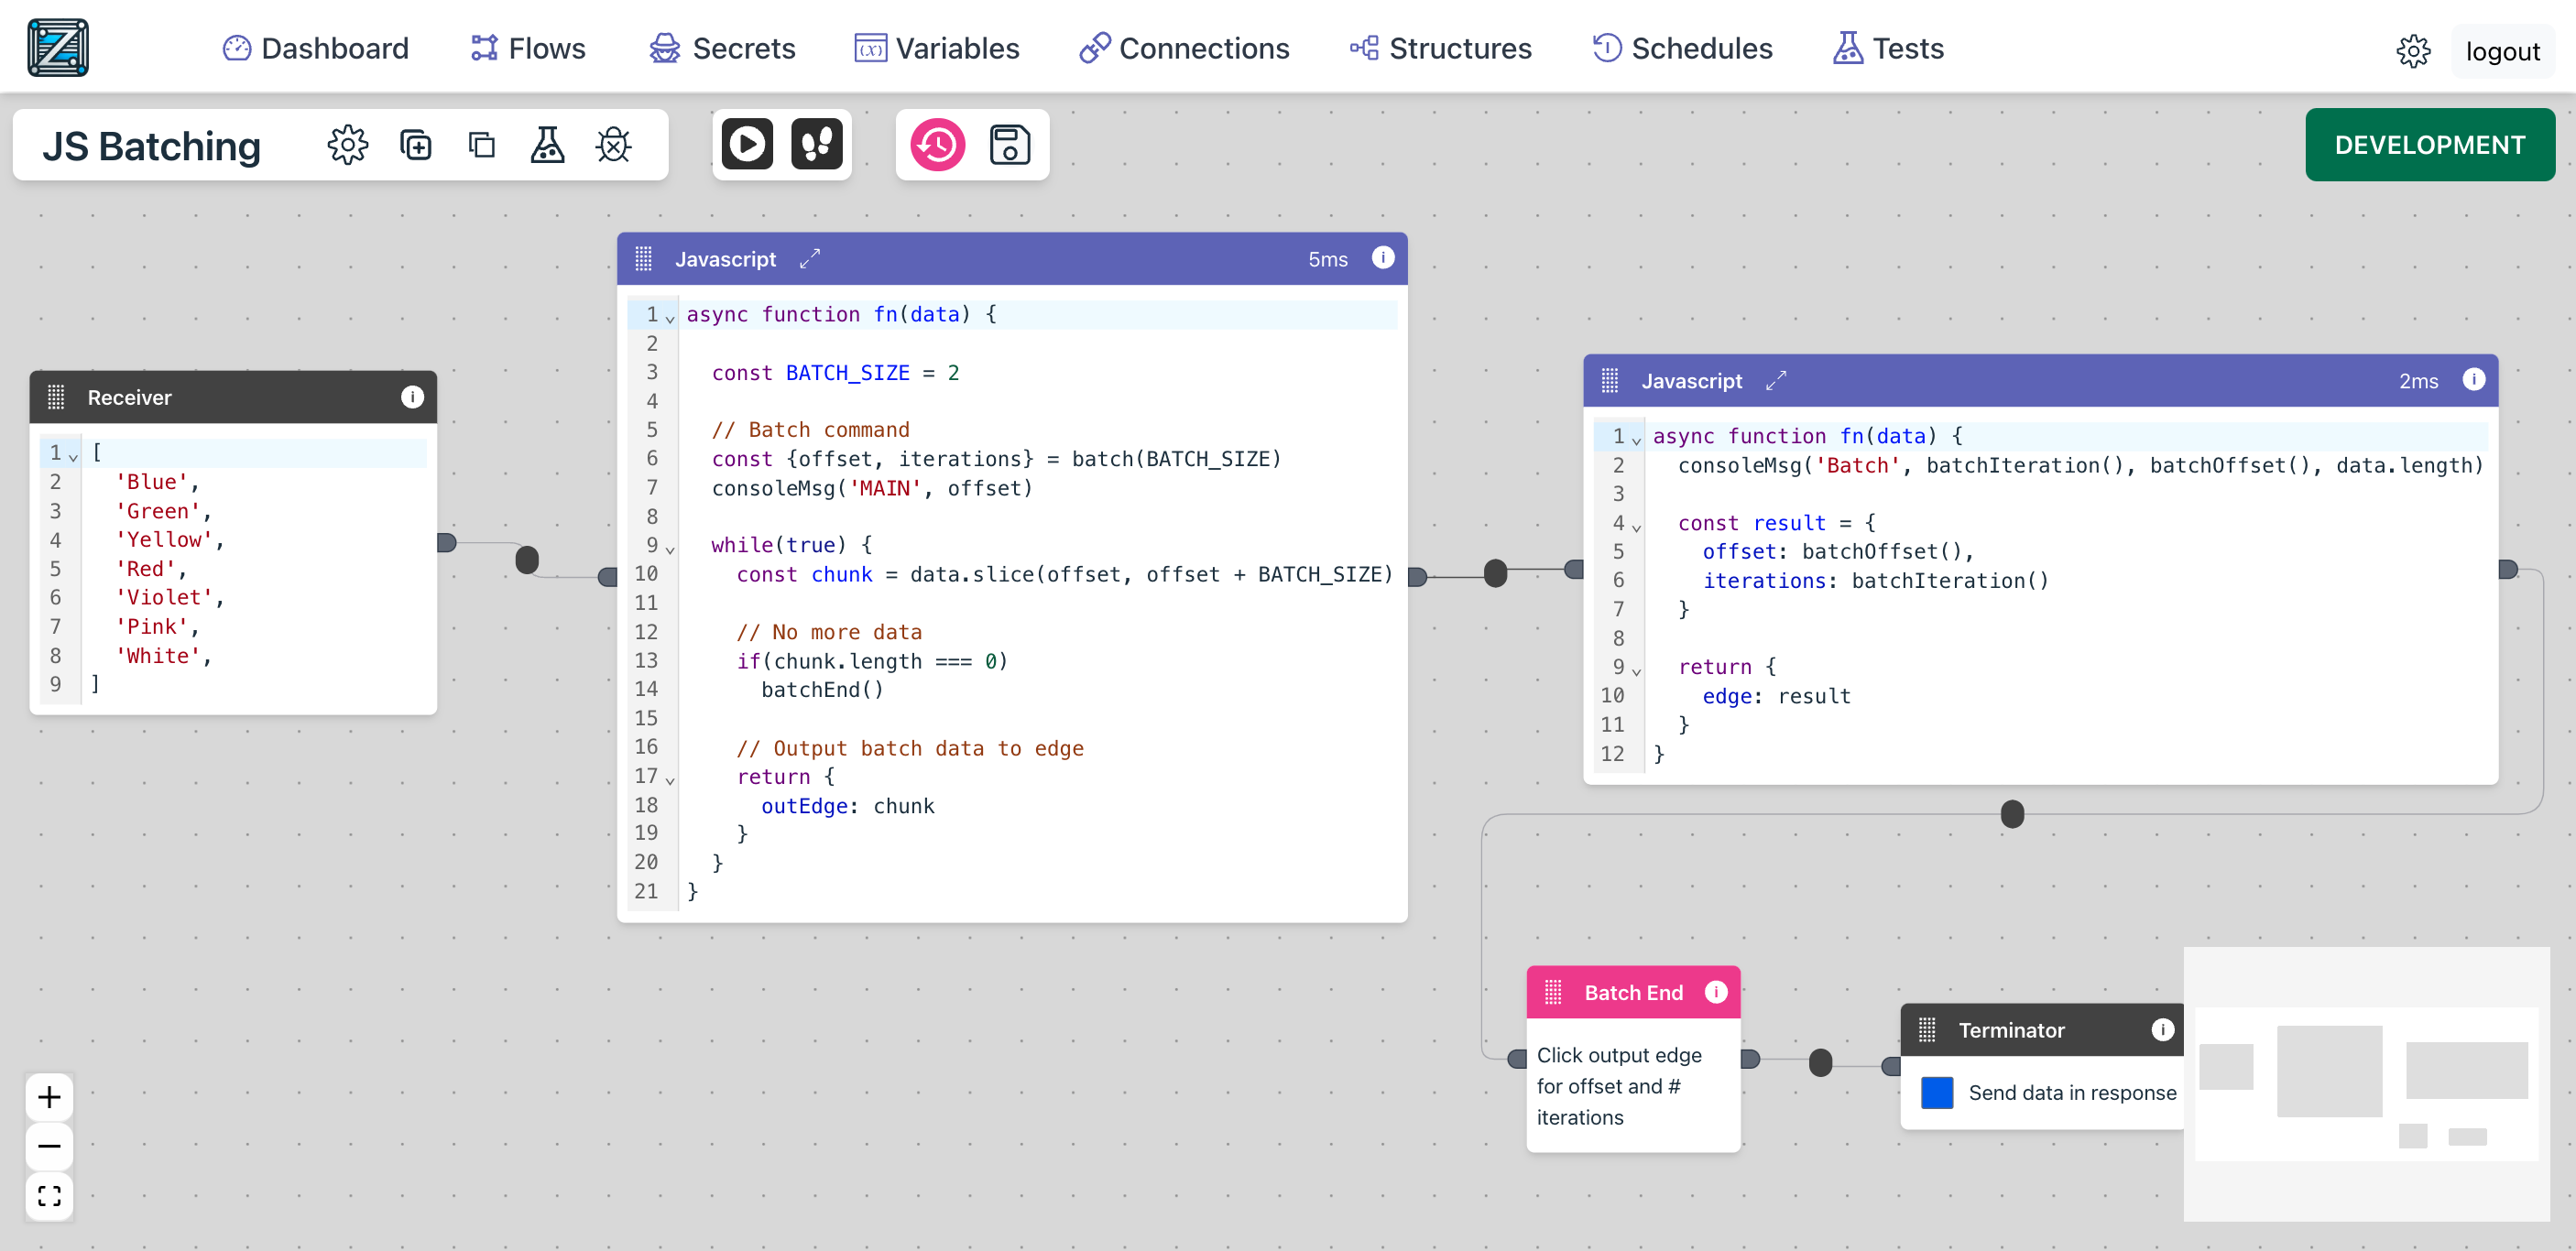 Dashboard Flows Secrets Variables Connections Structures Schedules Tests logout
JS Batching DEVELOPMENT
Receiver
1 [
2   'Blue',
3   'Green',
4   'Yellow',
5   'Red',
6   'Violet',
7   'Pink',
8   'White',
9 ]
Javascript 5ms
1 async function fn(data) {
2
3   const BATCH_SIZE = 2
4
5   // Batch command
6   const {offset, iterations} = batch(BATCH_SIZE)
7   consoleMsg('MAIN', offset)
8
9   while(true) {
10     const chunk = data.slice(offset, offset + BATCH_SIZE)
11
12     // No more data
13     if(chunk.length === 0)
14       batchEnd()
15
16     // Output batch data to edge
17     return {
18       outEdge: chunk
19     }
20   }
21 }
Javascript 2ms
1 async function fn(data) {
2   consoleMsg('Batch', batchIteration(), batchOffset(), data.length)
3
4   const result = {
5     offset: batchOffset(),
6     iterations: batchIteration()
7   }
8
9   return {
10     edge: result
11   }
12 }
Batch End
Click output edge
for offset and #
iterations
Terminator
Send data in response